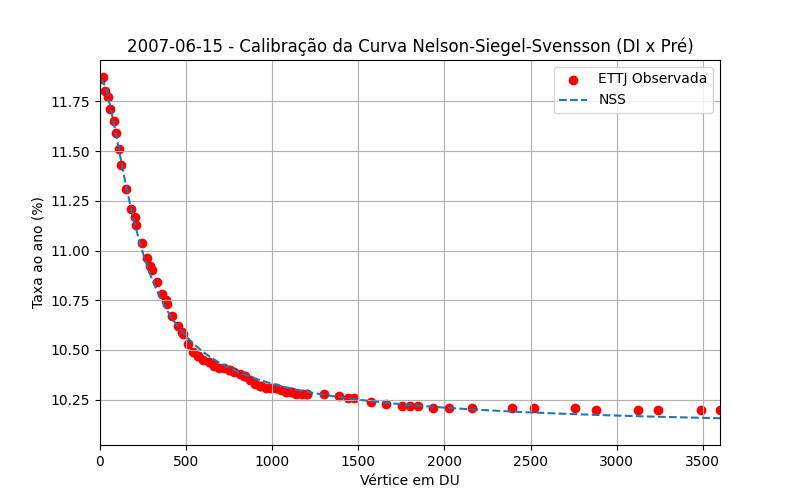 2007-06-15 - Calibração da Curva Nelson-Siegel-Svensson (DI x Pré)
ETTJ Observada
NSS
Taxa ao ano (%)
11.75
11.50
11.25
11.00
10.75
10.50
10.25
0 500 1000 1500 2000 2500 3000 3500
Vértice em DU